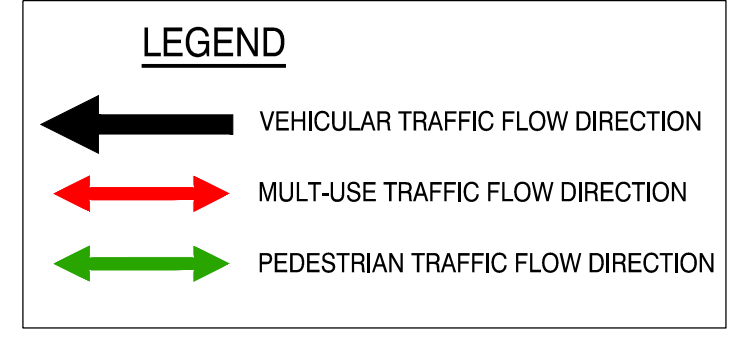 LEGEND
VEHICULAR TRAFFIC FLOW DIRECTION
MULT-USE TRAFFIC FLOW DIRECTION
PEDESTRIAN TRAFFIC FLOW DIRECTION